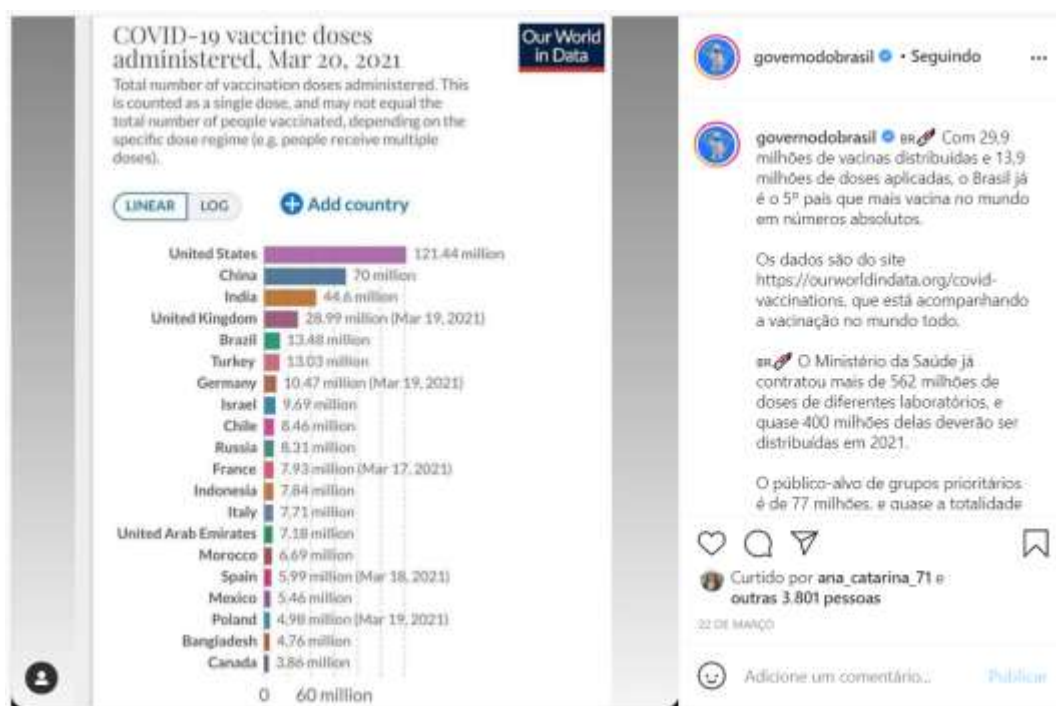 COVID-19 vaccine doses
administered, Mar 20, 2021
Our World
in Data
Total number of vaccination doses administered. This
is counted as a single dose, and may not equal the
total number of people vaccinated, depending on the
specific dose regime (e.g. people receive multiple
doses).
LINEAR LOG
Add country
United States 121.44 million
China 70 million
India 44.6 million
United Kingdom 28.99 million (Mar 19, 2021)
Brazil 13.48 million
Turkey 13.03 million
Germany 10.47 million (Mar 19, 2021)
Israel 9.69 million
Chile 8.46 million
Russia 8.31 million
France 7.93 million (Mar 17, 2021)
Indonesia 7.84 million
Italy 7.71 million
United Arab Emirates 7.18 million
Morocco 6.69 million
Spain 5.99 million (Mar 18, 2021)
Mexico 5.46 million
Poland 4.98 million (Mar 19, 2021)
Bangladesh 4.76 million
Canada 3.86 million
0 60 million
governodobrasil • Seguindo
governodobrasil BR Com 29,9
milhões de vacinas distribuídas e 13,9
milhões de doses aplicadas, o Brasil já
é o 5º país que mais vacina no mundo
em números absolutos.
Os dados são do site
https://ourworldindata.org/covid-
vaccinations, que está acompanhando
a vacinação no mundo todo.
BR O Ministério da Saúde já
contratou mais de 562 milhões de
doses de diferentes laboratórios, e
quase 400 milhões delas deverão ser
distribuídas em 2021.
O público-alvo de grupos prioritários
é de 77 milhões, e quase a totalidade
Curtido por ana_catarina_71 e
outras 3.801 pessoas
22 DE MARÇO
Adicione um comentário... Publicar